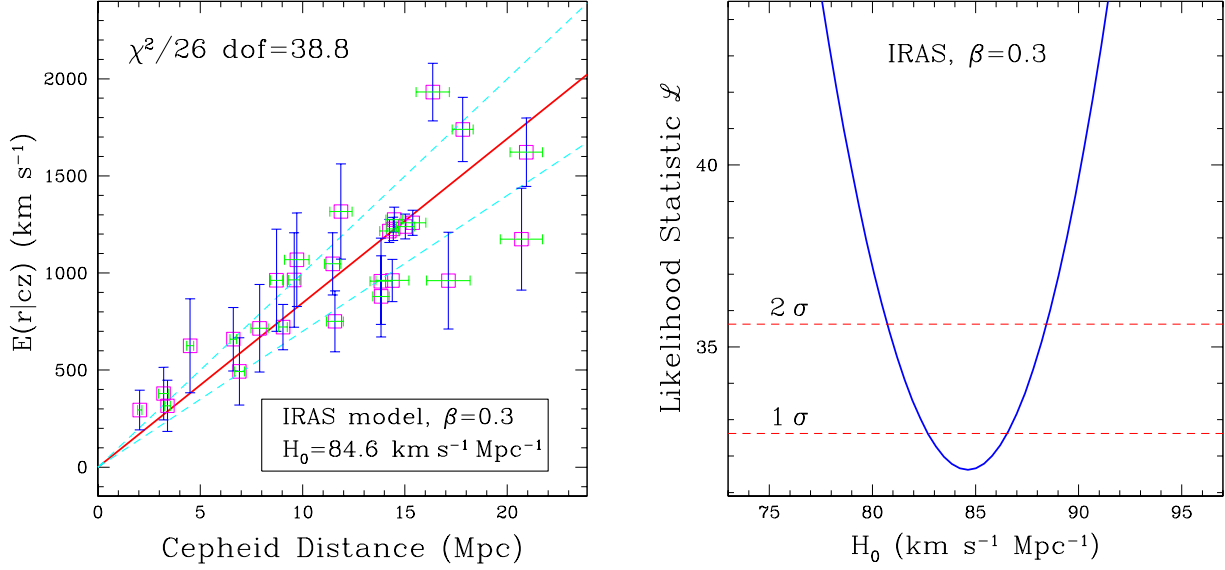 χ²/26 dof=38.8
E(r|cz) (km s⁻¹)
2000
1500
1000
500
0
IRAS model, β=0.3
H₀=84.6 km s⁻¹ Mpc⁻¹
0 5 10 15 20
Cepheid Distance (Mpc)
IRAS, β=0.3
Likelihood Statistic ℒ
40
35
2 σ
1 σ
75 80 85 90 95
H₀ (km s⁻¹ Mpc⁻¹)